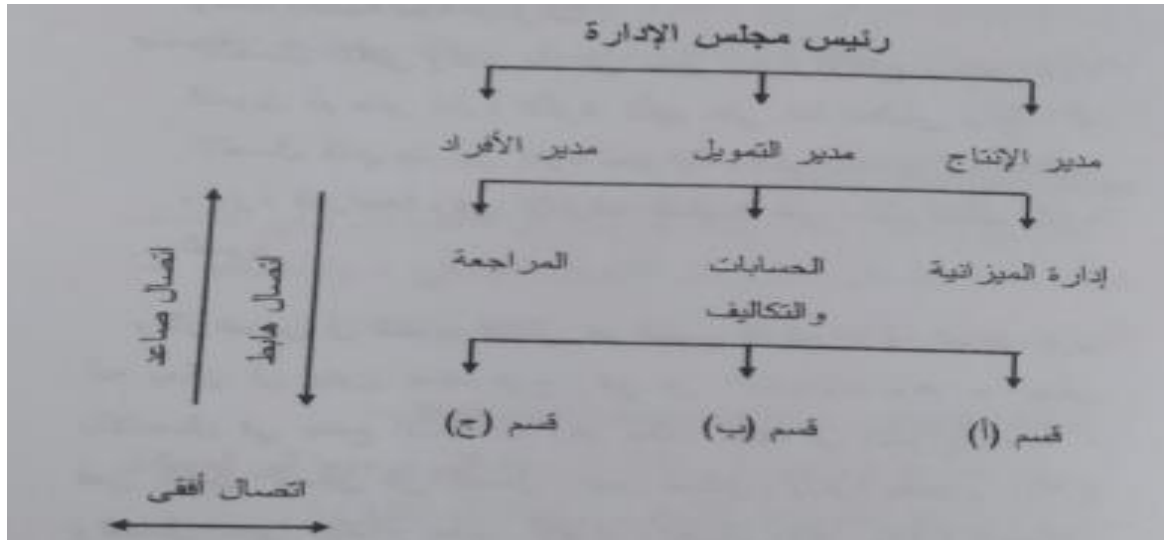 رئيس مجلس الإدارة
مدير الإنتاج مدير التمويل مدير الأفراد
إدارة الميزانية الحسابات المراجعة
والتكاليف
قسم (أ) قسم (ب) قسم (ج)
اتصال هابط
اتصال صاعد
اتصال أفقى